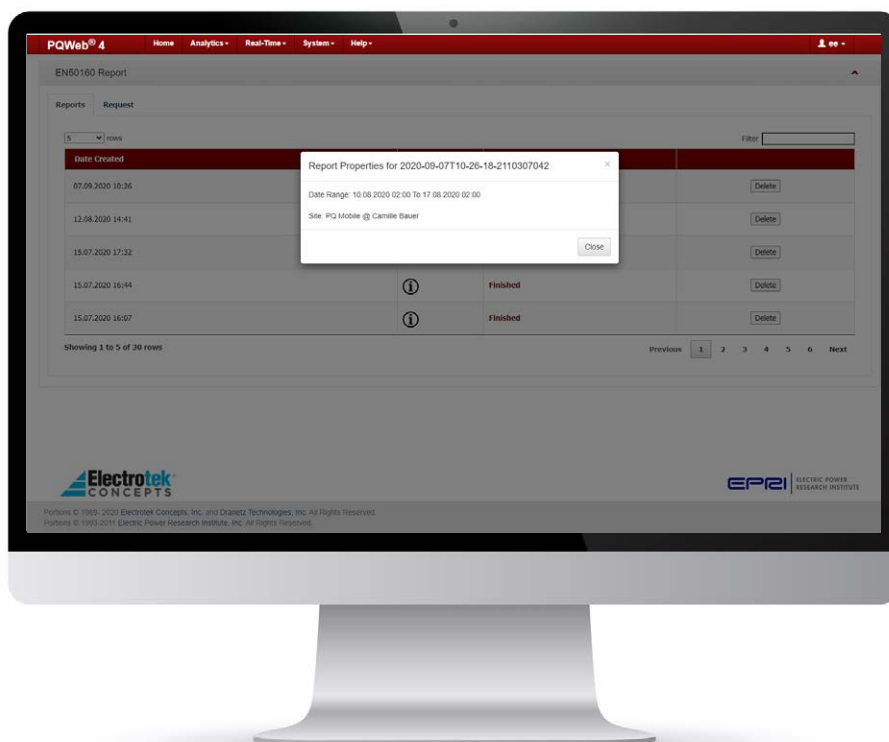 PQWeb® 4 Home Analytics Real-Time System Help ee
EN50160 Report
Reports Request
5 rows Filter
Date Created
Report Properties for 2020-09-07T10-26-18-2110307042 ×
07.09.2020 10:26 Delete
Date Range: 10.08.2020 02:00 To 17.08.2020 02:00
12.08.2020 14:41 Delete
Site: PQ Mobile @ Camille Bauer
15.07.2020 17:32 Delete
Close
15.07.2020 16:44 Finished Delete
15.07.2020 16:07 Finished Delete
Showing 1 to 5 of 30 rows Previous 1 2 3 4 5 6 Next
Electrotek
CONCEPTS
EPRI ELECTRIC POWER
RESEARCH INSTITUTE
Portions © 1989- 2020 Electrotek Concepts, Inc. and Dranetz Technologies, Inc. All Rights Reserved.
Portions © 1993-2011 Electric Power Research Institute, Inc. All Rights Reserved.